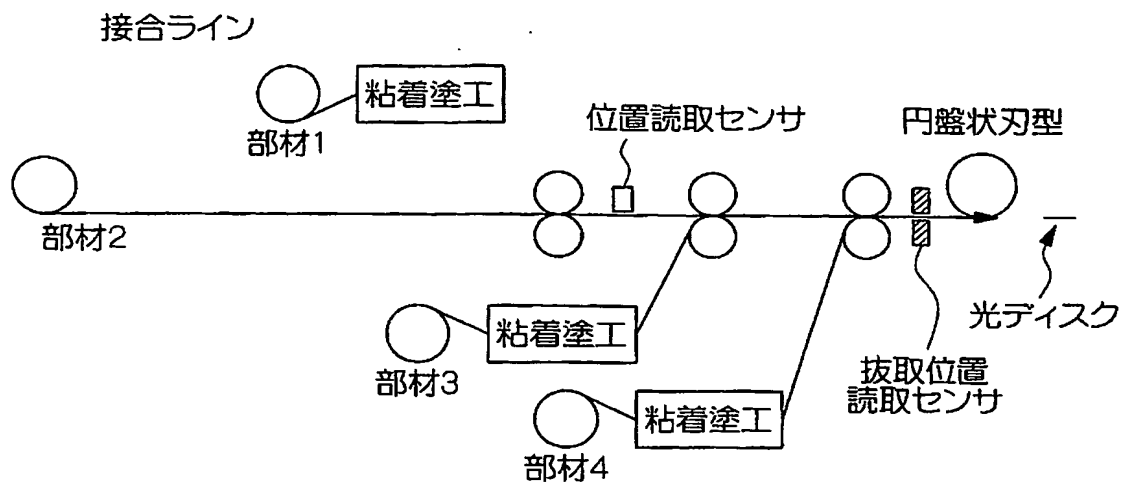 接合ライン
粘着塗工
部材1
位置読取センサ
円盤状刃型
部材2
光ディスク
粘着塗工
部材3
抜取位置
読取センサ
粘着塗工
部材4